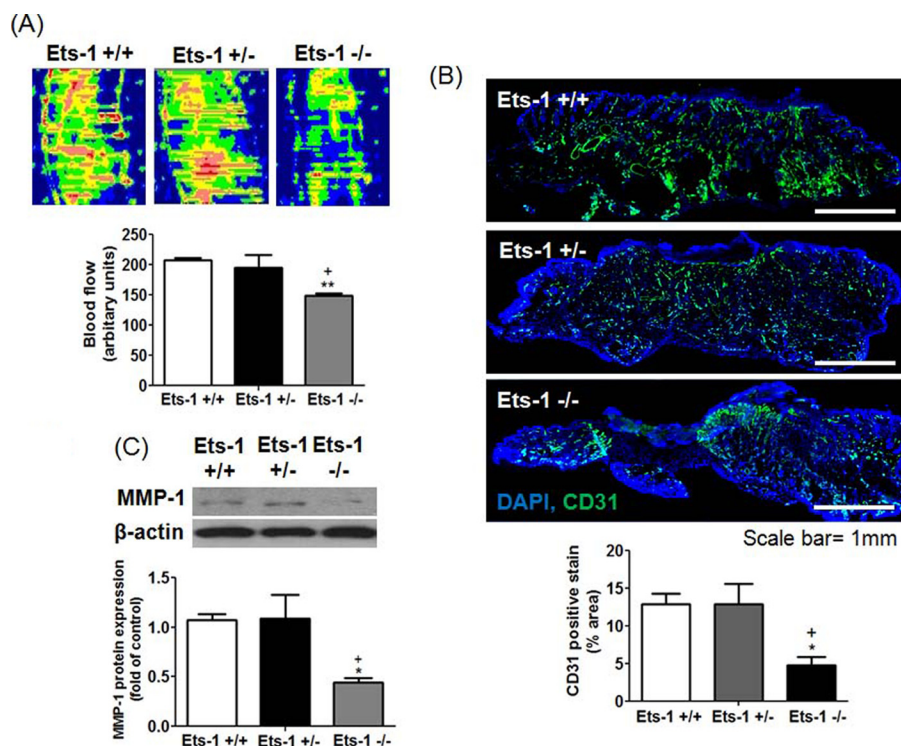 (A)
Ets-1 +/+ Ets-1 +/- Ets-1 -/-
Blood flow
(arbitary units)
250
200
150
100
50
0
+
**
Ets-1 +/+ Ets-1 +/- Ets-1 -/-
(B)
Ets-1 +/+
Ets-1 +/-
Ets-1 -/-
DAPI, CD31
Scale bar= 1mm
CD31 positive stain
(% area)
20
15
10
5
0
+
*
Ets-1 +/+ Ets-1 +/- Ets-1 -/-
(C)
Ets-1 Ets-1 Ets-1
+/+ +/- -/-
MMP-1
β-actin
MMP-1 protein expression
(fold of control)
1.5
1.0
0.5
0.0
+
*
Ets-1 +/+ Ets-1 +/- Ets-1 -/-